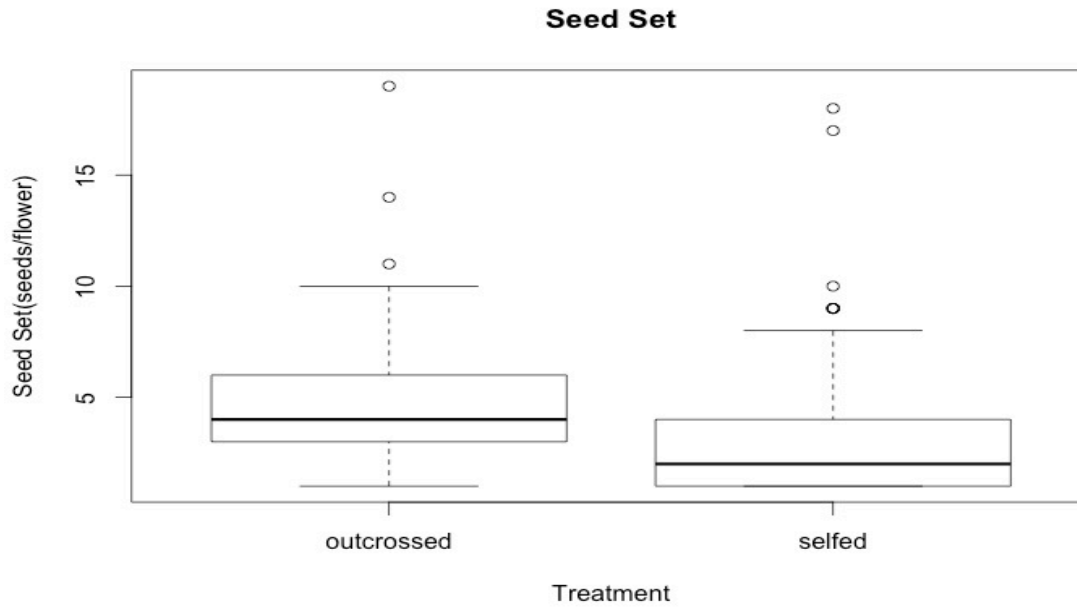 Seed Set
Seed Set(seeds/flower)
15
10
5
outcrossed
selfed
Treatment